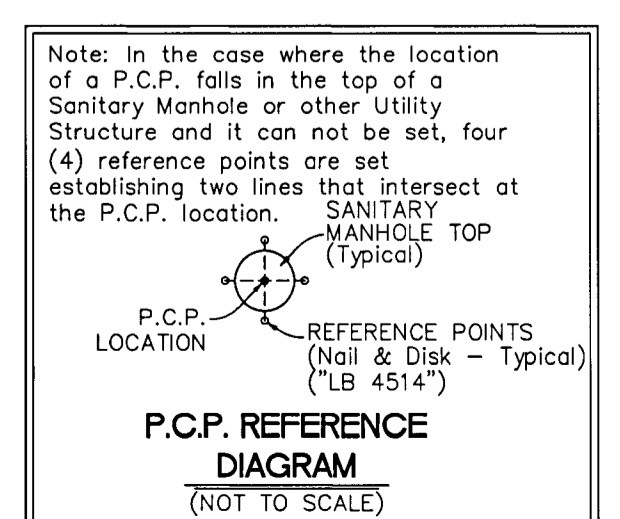 Note: In the case where the location
of a P.C.P. falls in the top of a
Sanitary Manhole or other Utility
Structure and it can not be set, four
(4) reference points are set
establishing two lines that intersect at
the P.C.P. location.
SANITARY
MANHOLE TOP
(Typical)
P.C.P.
LOCATION
REFERENCE POINTS
(Nail & Disk – Typical)
("LB 4514")
P.C.P. REFERENCE
DIAGRAM
(NOT TO SCALE)